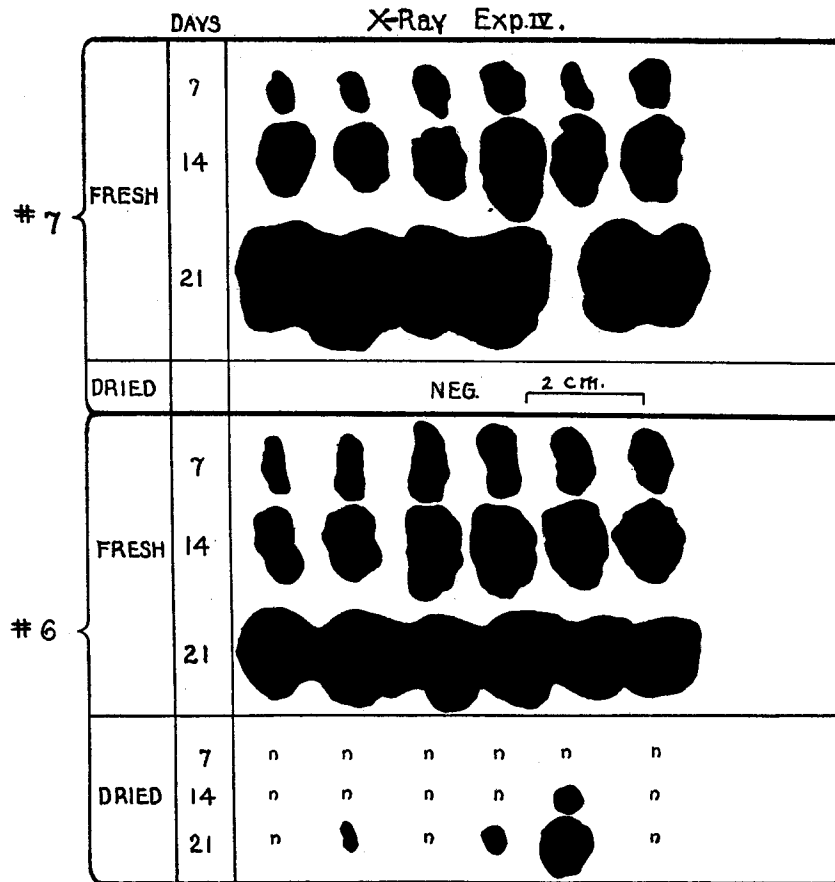 DAYS X-Ray Exp. IV.
7
14
FRESH
# 7
21
DRIED NEG. 2 cm.
7
FRESH 14
# 6
21
7 n n n n n n
DRIED 14 n n n n n
21 n n n